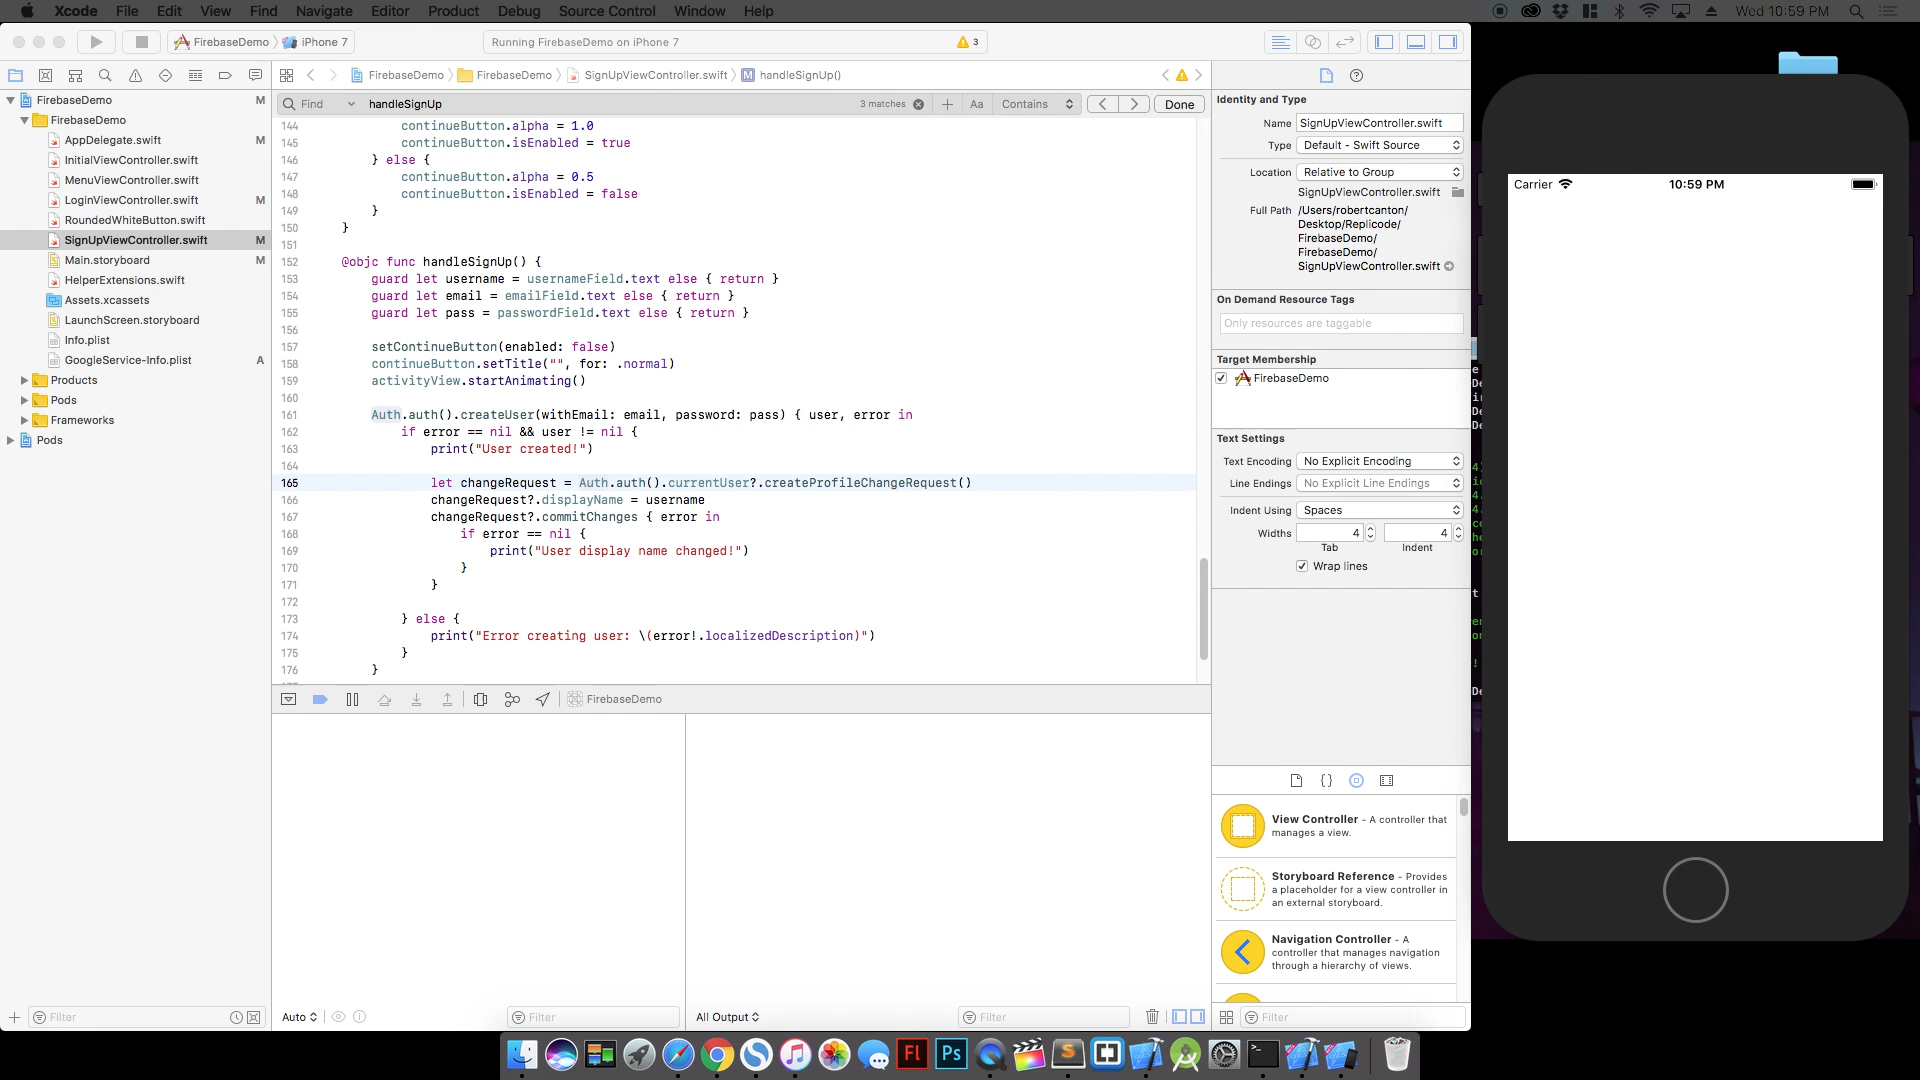 Xcode File Edit View Find Navigate Editor Product Debug Source Control Window Help
Wed 10:59 PM
FirebaseDemo iPhone 7
Running FirebaseDemo on iPhone 7
3
FirebaseDemo FirebaseDemo SignUpViewController.swift M handleSignUp()
Find handleSignUp 3 matches Aa Contains Done
FirebaseDemo M
FirebaseDemo
AppDelegate.swift M
InitialViewController.swift
MenuViewController.swift
LoginViewController.swift M
RoundedWhiteButton.swift
SignUpViewController.swift M
Main.storyboard M
HelperExtensions.swift
Assets.xcassets
LaunchScreen.storyboard
Info.plist
GoogleService-Info.plist A
Products
Pods
Frameworks
Pods
Filter
144 continueButton.alpha = 1.0
145 continueButton.isEnabled = true
146 } else {
147 continueButton.alpha = 0.5
148 continueButton.isEnabled = false
149 }
150 }
151
152 @objc func handleSignUp() {
153 guard let username = usernameField.text else { return }
154 guard let email = emailField.text else { return }
155 guard let pass = passwordField.text else { return }
156
157 setContinueButton(enabled: false)
158 continueButton.setTitle("", for: .normal)
159 activityView.startAnimating()
160
161 Auth.auth().createUser(withEmail: email, password: pass) { user, error in
162 if error == nil && user != nil {
163 print("User created!")
164
165 let changeRequest = Auth.auth().currentUser?.createProfileChangeRequest()
166 changeRequest?.displayName = username
167 changeRequest?.commitChanges { error in
168 if error == nil {
169 print("User display name changed!")
170 }
171 }
172
173 } else {
174 print("Error creating user: \(error!.localizedDescription)")
175 }
176 }
FirebaseDemo
Auto
Filter
All Output
Filter
Identity and Type
Name SignUpViewController.swift
Type Default - Swift Source
Location Relative to Group
SignUpViewController.swift
Full Path /Users/robertcanton/
Desktop/Replicode/
FirebaseDemo/
FirebaseDemo/
SignUpViewController.swift
On Demand Resource Tags
Only resources are taggable
Target Membership
FirebaseDemo
Text Settings
Text Encoding No Explicit Encoding
Line Endings No Explicit Line Endings
Indent Using Spaces
Widths 4 4
Tab Indent
Wrap lines
{}
View Controller - A controller that
manages a view.
Storyboard Reference - Provides
a placeholder for a view controller in
an external storyboard.
Navigation Controller - A
controller that manages navigation
through a hierarchy of views.
Filter
Carrier 10:59 PM
Fl Ps S